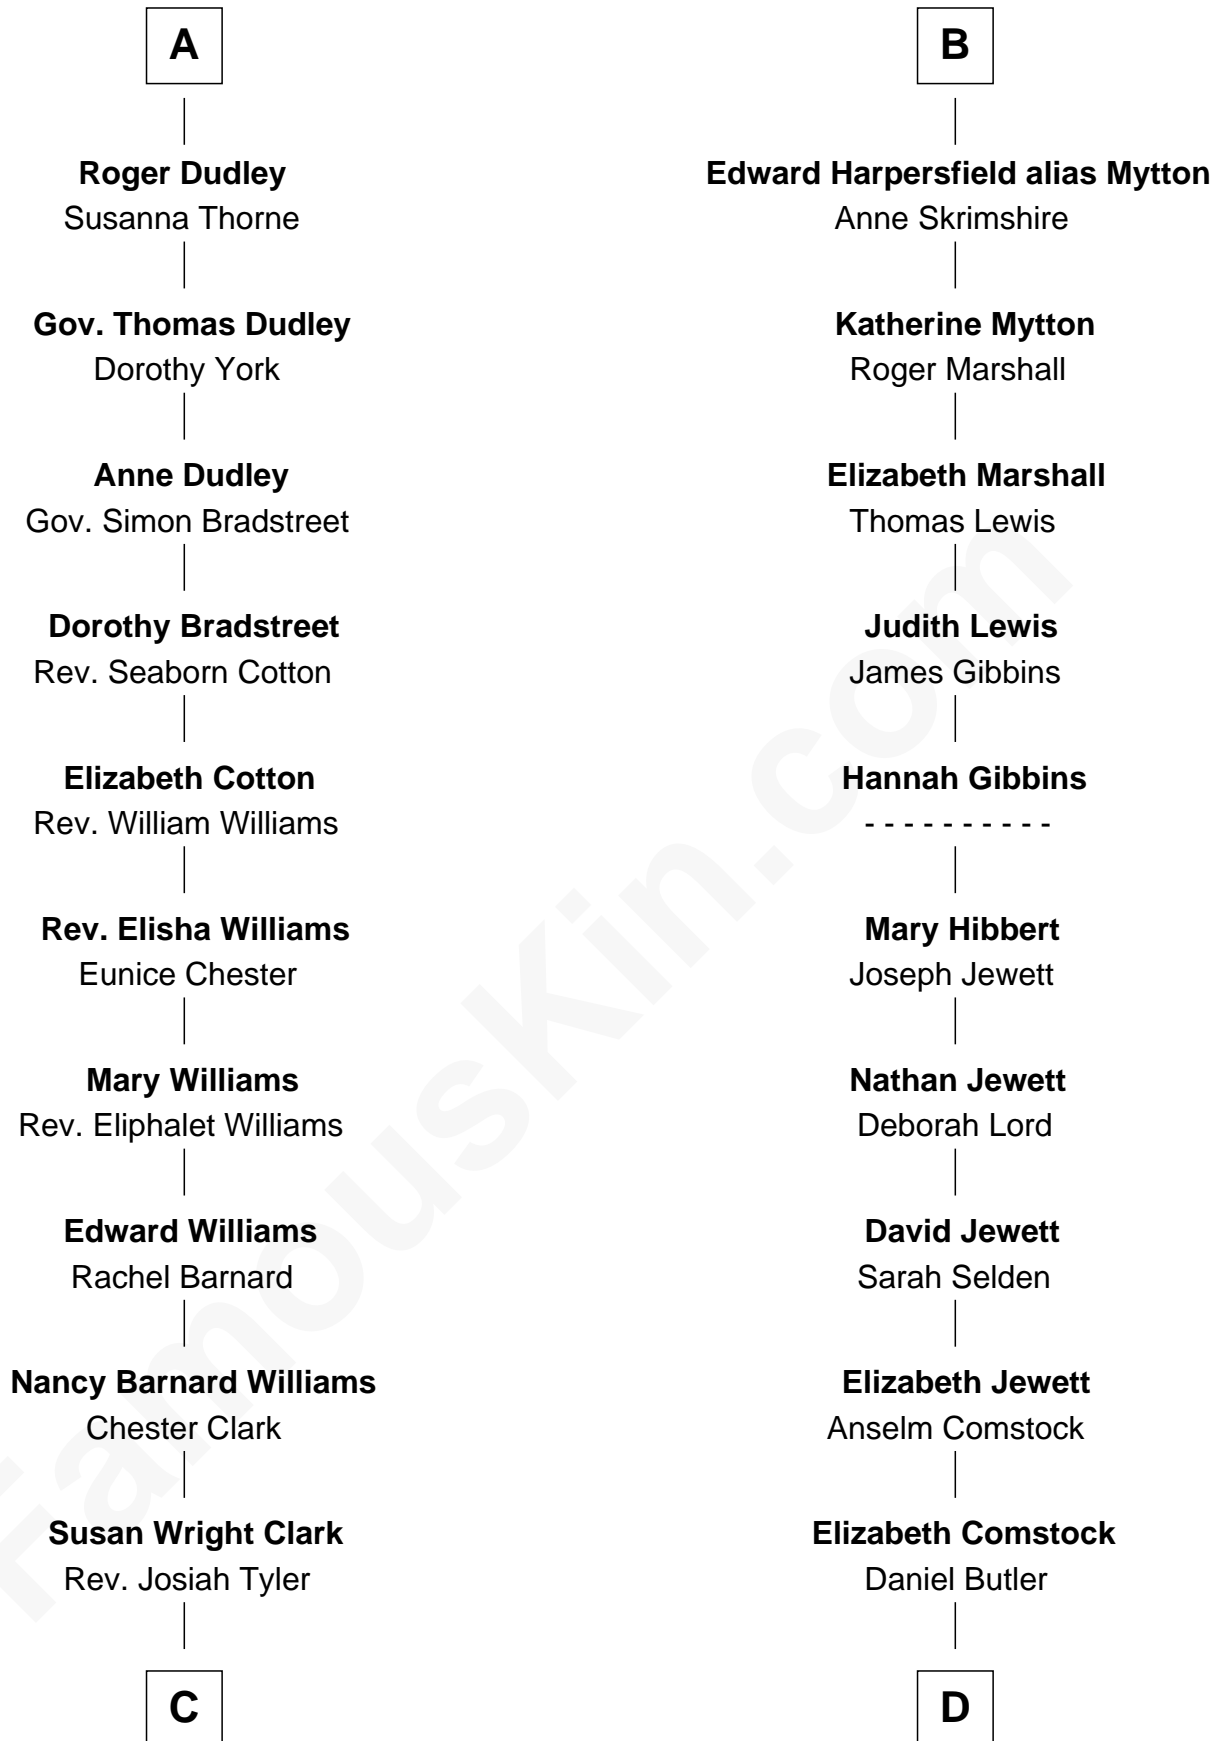 A
Roger Dudley
Susanna Thorne
Gov. Thomas Dudley
Dorothy York
Anne Dudley
Gov. Simon Bradstreet
Dorothy Bradstreet
Rev. Seaborn Cotton
Elizabeth Cotton
Rev. William Williams
Rev. Elisha Williams
Eunice Chester
Mary Williams
Rev. Eliphalet Williams
Edward Williams
Rachel Barnard
Nancy Barnard Williams
Chester Clark
Susan Wright Clark
Rev. Josiah Tyler
C
B
Edward Harpersfield alias Mytton
Anne Skrimshire
Katherine Mytton
Roger Marshall
Elizabeth Marshall
Thomas Lewis
Judith Lewis
James Gibbins
Hannah Gibbins
- - - - - - - - - -
Mary Hibbert
Joseph Jewett
Nathan Jewett
Deborah Lord
David Jewett
Sarah Selden
Elizabeth Jewett
Anselm Comstock
Elizabeth Comstock
Daniel Butler
D
FamousKin.com